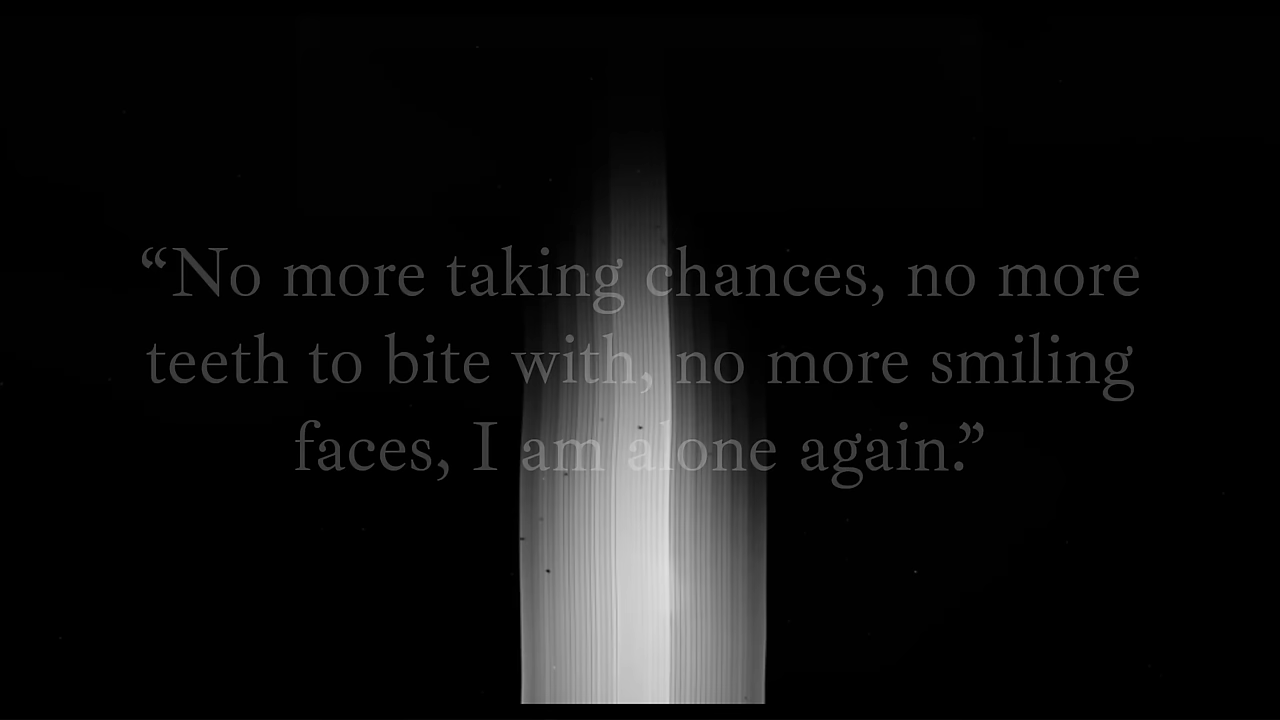 “No more taking chances, no more
teeth to bite with, no more smiling
faces, I am alone again.”